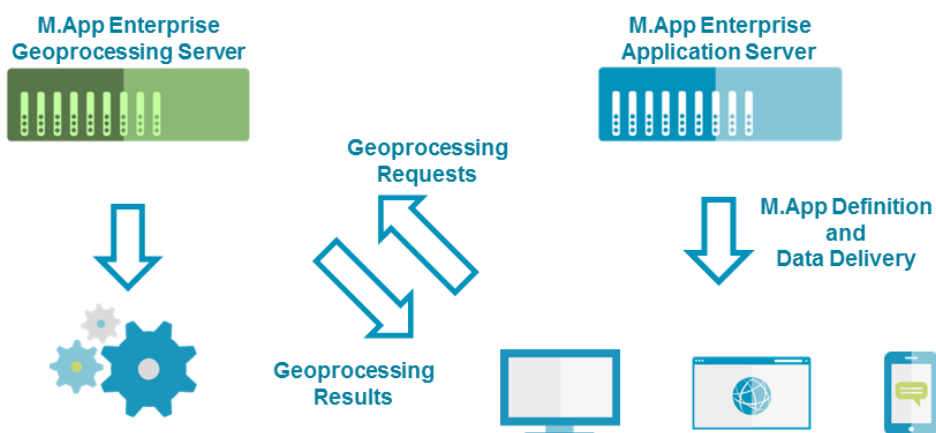 M.App Enterprise
Geoprocessing Server
M.App Enterprise
Application Server
Geoprocessing
Requests
M.App Definition
and
Data Delivery
Geoprocessing
Results